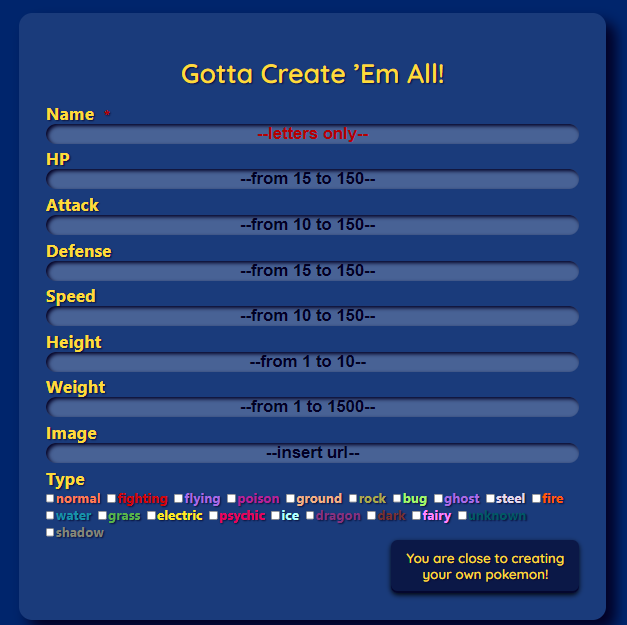 Gotta Create ’Em All!
Name *
--letters only--
HP
--from 15 to 150--
Attack
--from 10 to 150--
Defense
--from 15 to 150--
Speed
--from 10 to 150--
Height
--from 1 to 10--
Weight
--from 1 to 1500--
Image
--insert url--
Type
normal fighting flying poison ground rock bug ghost steel fire
water grass electric psychic ice dragon dark fairy unknown
shadow
You are close to creating
your own pokemon!